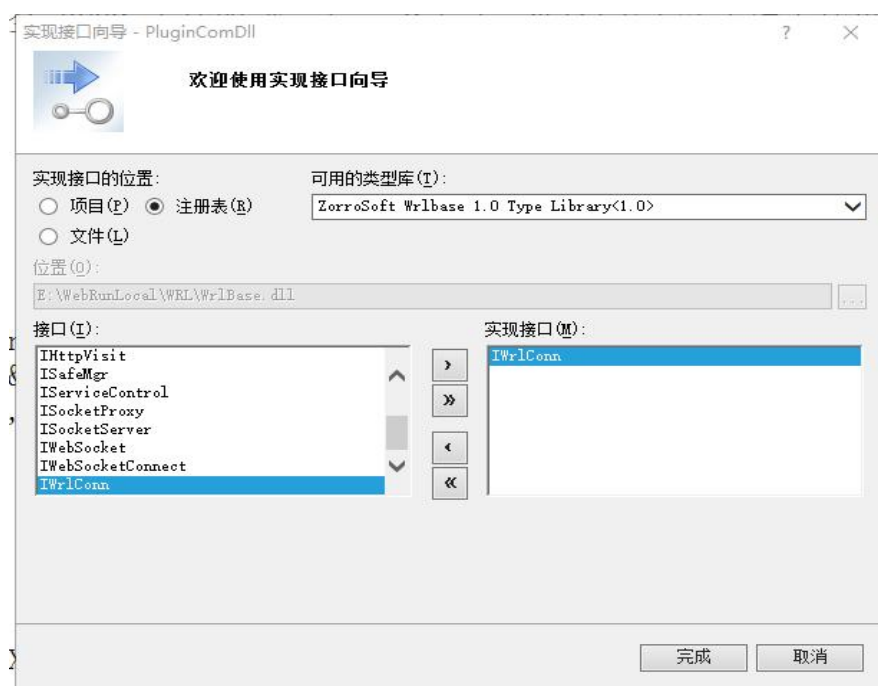 实现接口向导 - PluginComDll
欢迎使用实现接口向导
实现接口的位置:
可用的类型库(T):
项目(P)
注册表(R)
ZorroSoft Wrlbase 1.0 Type Library<1.0>
文件(L)
位置(O):
E:\WebRunLocal\WRL\WrlBase.dll
...
接口(I):
实现接口(M):
IHttpVisit
ISafeMgr
IServiceControl
ISocketProxy
ISocketServer
IWebSocket
IWebSocketConnect
IWrlConn
IWrlConn
完成
取消